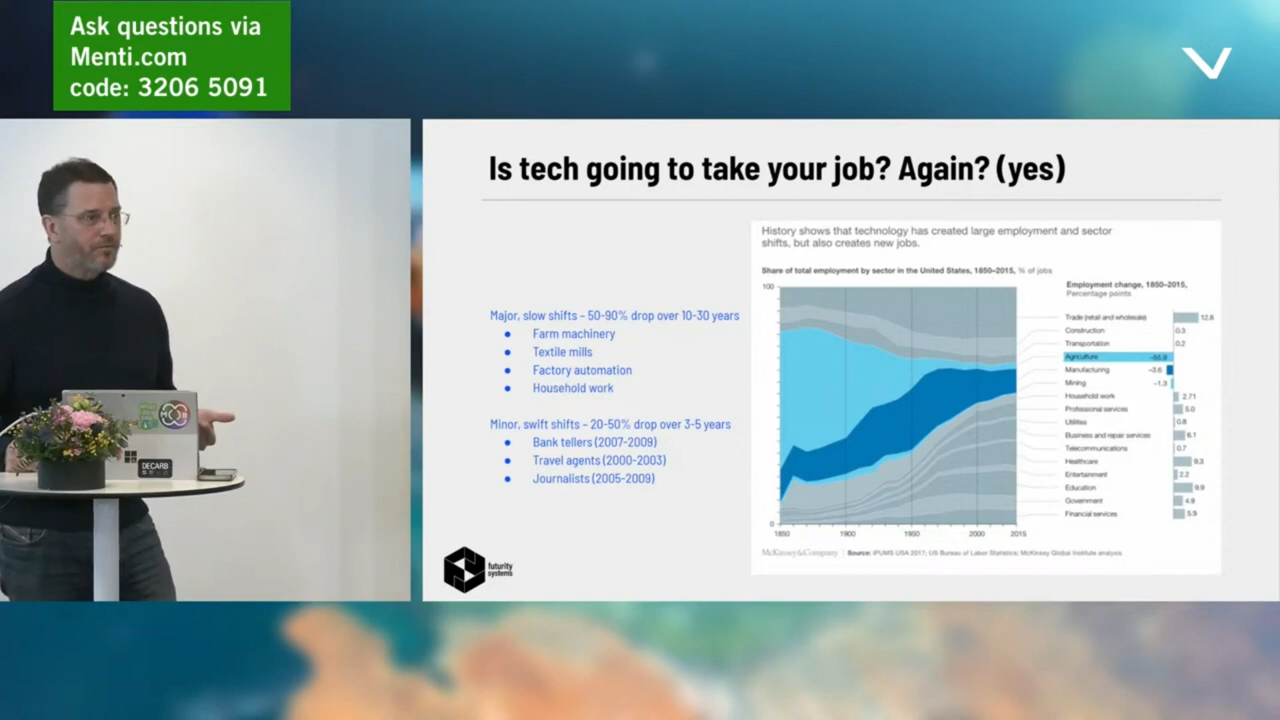 Ask questions via
Menti.com
code: 3206 5091
Is tech going to take your job? Again? (yes)
Major, slow shifts – 50-90% drop over 10-30 years
● Farm machinery
● Textile mills
● Factory automation
● Household work
Minor, swift shifts – 20-50% drop over 3-5 years
● Bank tellers (2007-2009)
● Travel agents (2000-2003)
● Journalists (2005-2009)
futurity
systems
History shows that technology has created large employment and sector
shifts, but also creates new jobs.
Share of total employment by sector in the United States, 1850–2015, % of jobs
100
0
1850 1900 1950 2000 2015
Employment change, 1850–2015,
Percentage points
Trade (retail and wholesale) 12.8
Construction 0.3
Transportation 0.2
Agriculture -55.9
Manufacturing -3.6
Mining -1.3
Household work 2.71
Professional services 5.0
Utilities 0.8
Business and repair services 6.1
Telecommunications 0.7
Healthcare 9.3
Entertainment 2.2
Education 9.9
Government 4.9
Financial services 5.9
McKinsey&Company | Source: IPUMS USA 2017; US Bureau of Labor Statistics; McKinsey Global Institute analysis
DECARB